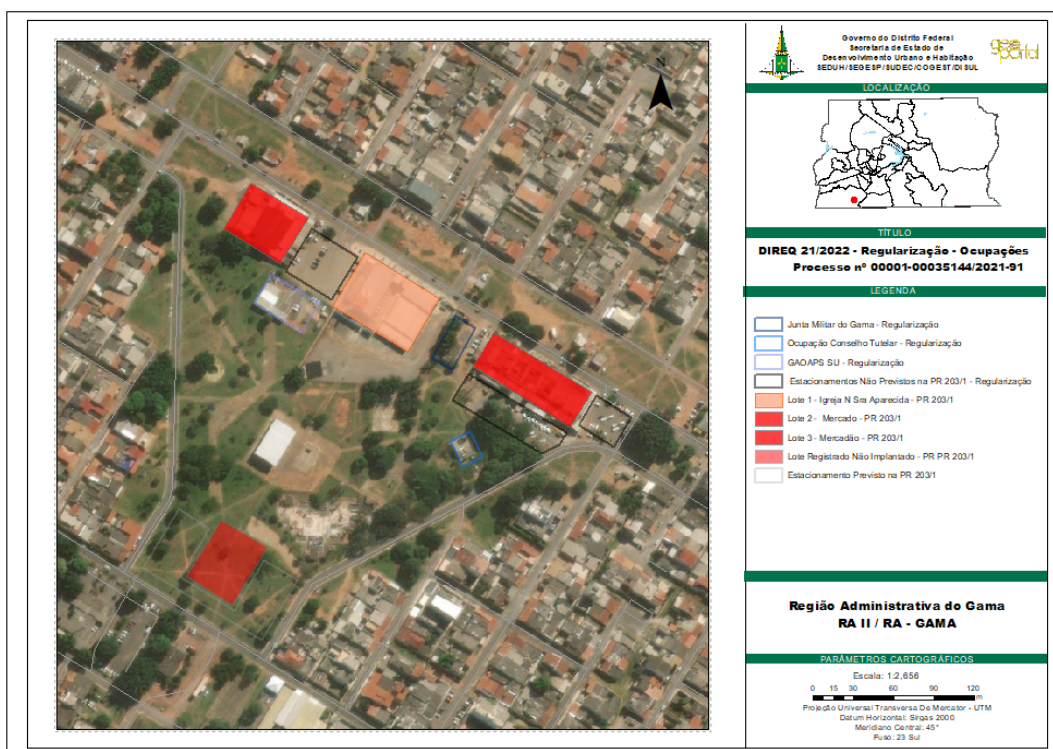 N
Governo do Distrito Federal
Secretaria de Estado de
Desenvolvimento Urbano e Habitação
SEDUH/SEGESP/SUDEC/COGEST/DISUL
geo
portal
LOCALIZAÇÃO
TÍTULO
DIREQ 21/2022 - Regularização - Ocupações
Processo nº 00001-00035144/2021-91
LEGENDA
Junta Militar do Gama - Regularização
Ocupação Conselho Tutelar - Regularização
GAOAPS SU - Regularização
Estacionamentos Não Previstos na PR 203/1 - Regularização
Lote 1 - Igreja N Sra Aparecida - PR 203/1
Lote 2 - Mercado - PR 203/1
Lote 3 - Mercadão - PR 203/1
Lote Registrado Não Implantado - PR PR 203/1
Estacionamento Previsto na PR 203/1
Região Administrativa do Gama
RA II / RA - GAMA
PARÂMETROS CARTOGRÁFICOS
Escala: 1:2,656
0 15 30 60 90 120
m
Projeção Universal Transversa De Mercator - UTM
Datum Horizontal: Sirgas 2000
Meridiano Central: 45°
Fuso: 23 Sul